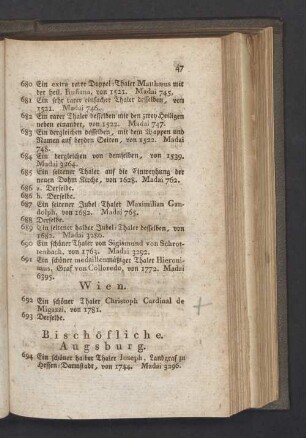 47
680 Ein extra rarer Doppel-Thaler Matthæus mit
der heil. Rufiana, von 1521. Madai 745.
681 Ein sehr rarer einfacher Thaler desselben, von
1522. Madai 746.
682 Ein rarer Thaler desselben mit den zwey Heiligen
neben einander, von 1522. Madai 747.
683 Ein dergleichen desselben, mit dem Wappen und
Namen auf beyden Seiten, von 1522. Madai
748.
684 Ein dergleichen von demselben, von 1539.
Madai 3264.
685 Ein seltener Thaler auf die Einweyhung der
neuen Dohm Kirche, von 1628. Madai 762.
686 a. Derselbe.
686 b. Derselbe.
687 Ein seltener Jubel Thaler Maximilian Gan-
dolph, von 1682. Madai 765.
688 Derselbe.
689 Ein seltener halber Jubel-Thaler desselben, von
1682. Madai 3280.
690 Ein schöner Thaler von Sigismund von Schrot-
tenbach, von 1763. Madai 3292.
691 Ein schöner medaillenmäßiger Thaler Hieroni-
mus, Graf von Colloredo, von 1772. Madai
6395.
Wien.
692 Ein schöner Thaler Christoph Cardinal de
Migazzi, von 1781.
693 Derselbe.
Bischöfliche.
Augsburg.
694 Ein schöner halber Thaler Joseph, Landgraf zu
Hessen-Darmstadt, von 1744. Madai 3296.